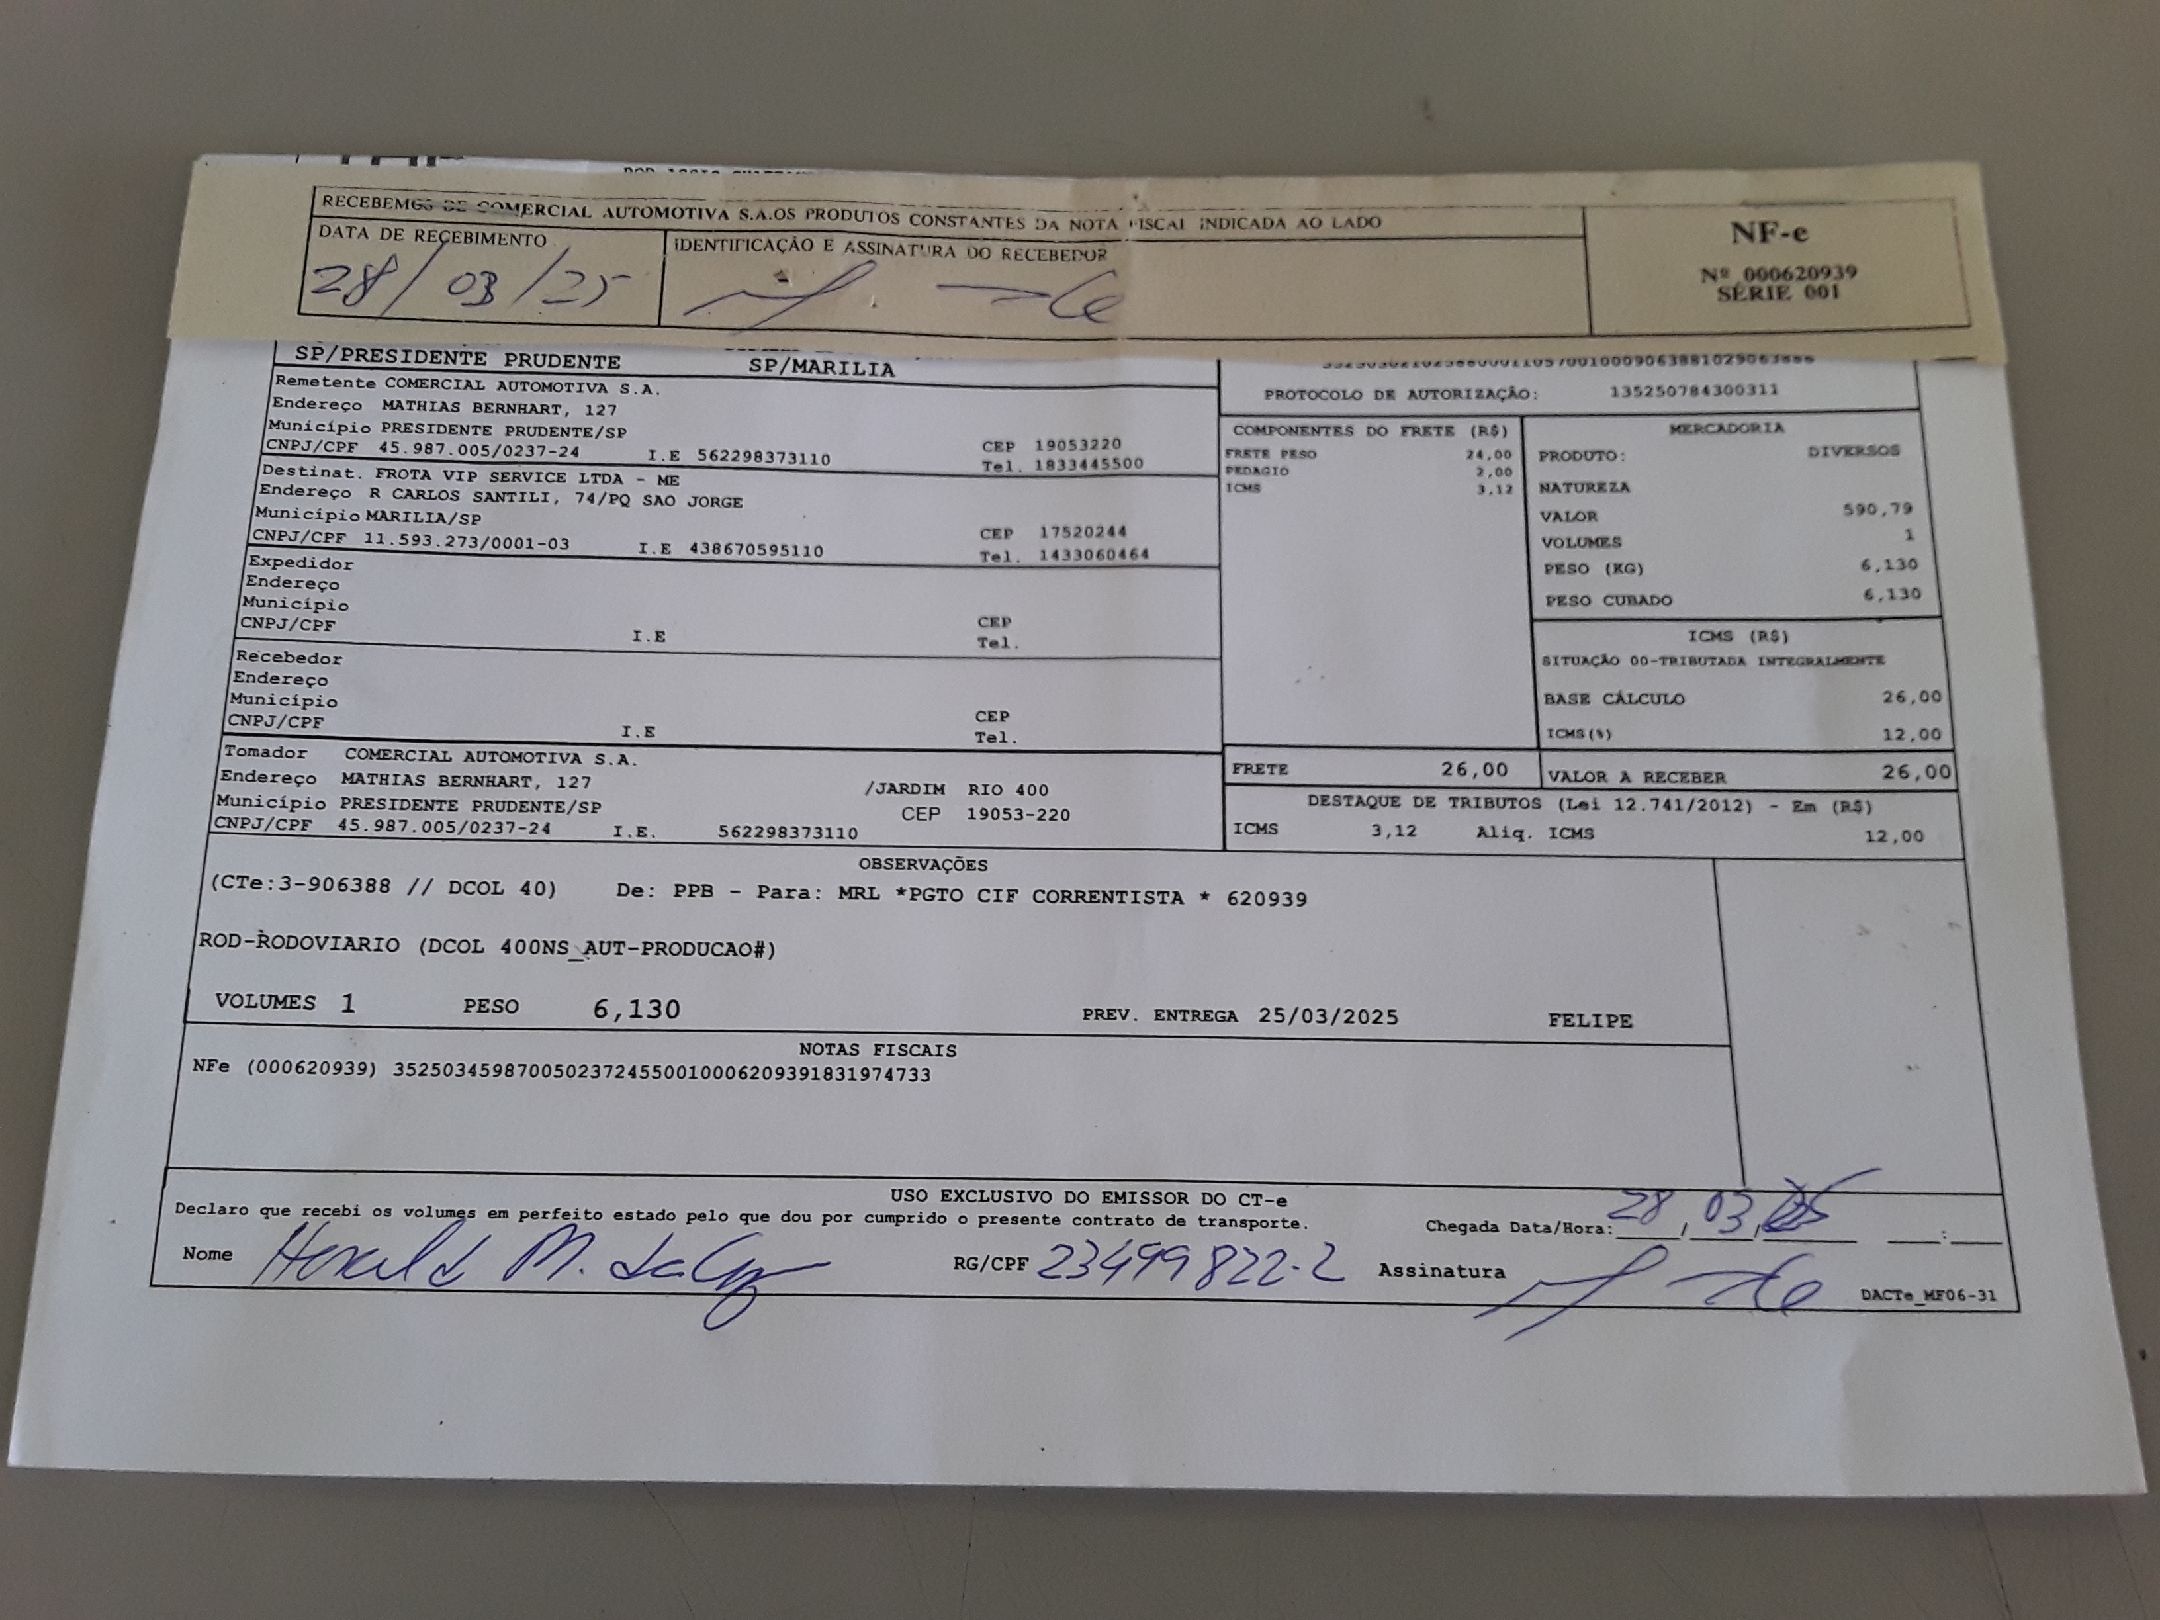 RECEBEMOS DE COMERCIAL AUTOMOTIVA S.A.OS PRODUTOS CONSTANTES DA NOTA FISCAL INDICADA AO LADO
DATA DE RECEBIMENTO
28/03/25
IDENTIFICAÇÃO E ASSINATURA DO RECEBEDOR
NF-e
Nº 000620939
SÉRIE 001
SP/PRESIDENTE PRUDENTE SP/MARILIA
Remetente COMERCIAL AUTOMOTIVA S.A.
Endereço MATHIAS BERNHART, 127
Município PRESIDENTE PRUDENTE/SP CEP 19053220
CNPJ/CPF 45.987.005/0237-24 I.E 562298373110 Tel. 1833445500
Destinat. FROTA VIP SERVICE LTDA - ME
Endereço R CARLOS SANTILI, 74/PQ SAO JORGE
Município MARILIA/SP CEP 17520244
CNPJ/CPF 11.593.273/0001-03 I.E 438670595110 Tel. 1433060464
Expedidor
Endereço
Município CEP
CNPJ/CPF I.E Tel.
Recebedor
Endereço
Município CEP
CNPJ/CPF I.E Tel.
Tomador COMERCIAL AUTOMOTIVA S.A.
Endereço MATHIAS BERNHART, 127 /JARDIM RIO 400
Município PRESIDENTE PRUDENTE/SP CEP 19053-220
CNPJ/CPF 45.987.005/0237-24 I.E. 562298373110
PROTOCOLO DE AUTORIZAÇÃO: 135250784300311
COMPONENTES DO FRETE (R$)
FRETE PESO 24,00
PEDAGIO 2,00
ICMS 3,12
MERCADORIA
PRODUTO: DIVERSOS
NATUREZA
VALOR 590,79
VOLUMES 1
PESO (KG) 6,130
PESO CUBADO 6,130
ICMS (R$)
SITUAÇÃO 00-TRIBUTADA INTEGRALMENTE
BASE CÁLCULO 26,00
ICMS(%) 12,00
FRETE 26,00 VALOR A RECEBER 26,00
DESTAQUE DE TRIBUTOS (Lei 12.741/2012) - Em (R$)
ICMS 3,12 Aliq. ICMS 12,00
OBSERVAÇÕES
(CTe:3-906388 // DCOL 40) De: PPB - Para: MRL *PGTO CIF CORRENTISTA * 620939
ROD-RODOVIARIO (DCOL 400NS_AUT-PRODUCAO#)
VOLUMES 1 PESO 6,130 PREV. ENTREGA 25/03/2025 FELIPE
NOTAS FISCAIS
NFe (000620939) 35250345987005023724550010006209391831974733
USO EXCLUSIVO DO EMISSOR DO CT-e
Declaro que recebi os volumes em perfeito estado pelo que dou por cumprido o presente contrato de transporte. Chegada Data/Hora: 28/03/25 :
Nome RG/CPF 23499822-2 Assinatura
DACTe_MF06-31